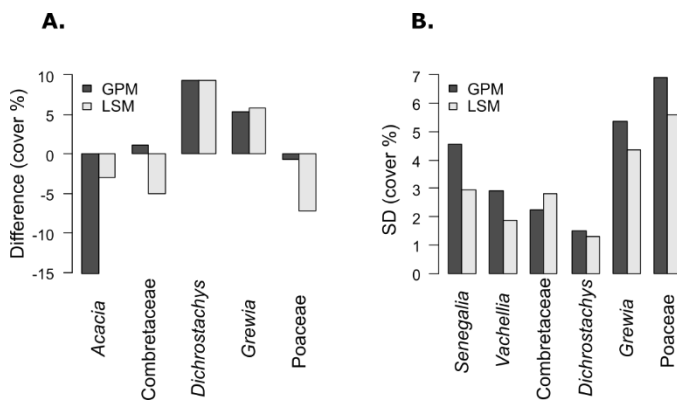 A.
Difference (cover %)
10
5
0
-5
-10
-15
GPM
LSM
Acacia
Combretaceae
Dichrostachys
Grewia
Poaceae
B.
SD (cover %)
7
6
5
4
3
2
1
0
GPM
LSM
Senegalia
Vachellia
Combretaceae
Dichrostachys
Grewia
Poaceae